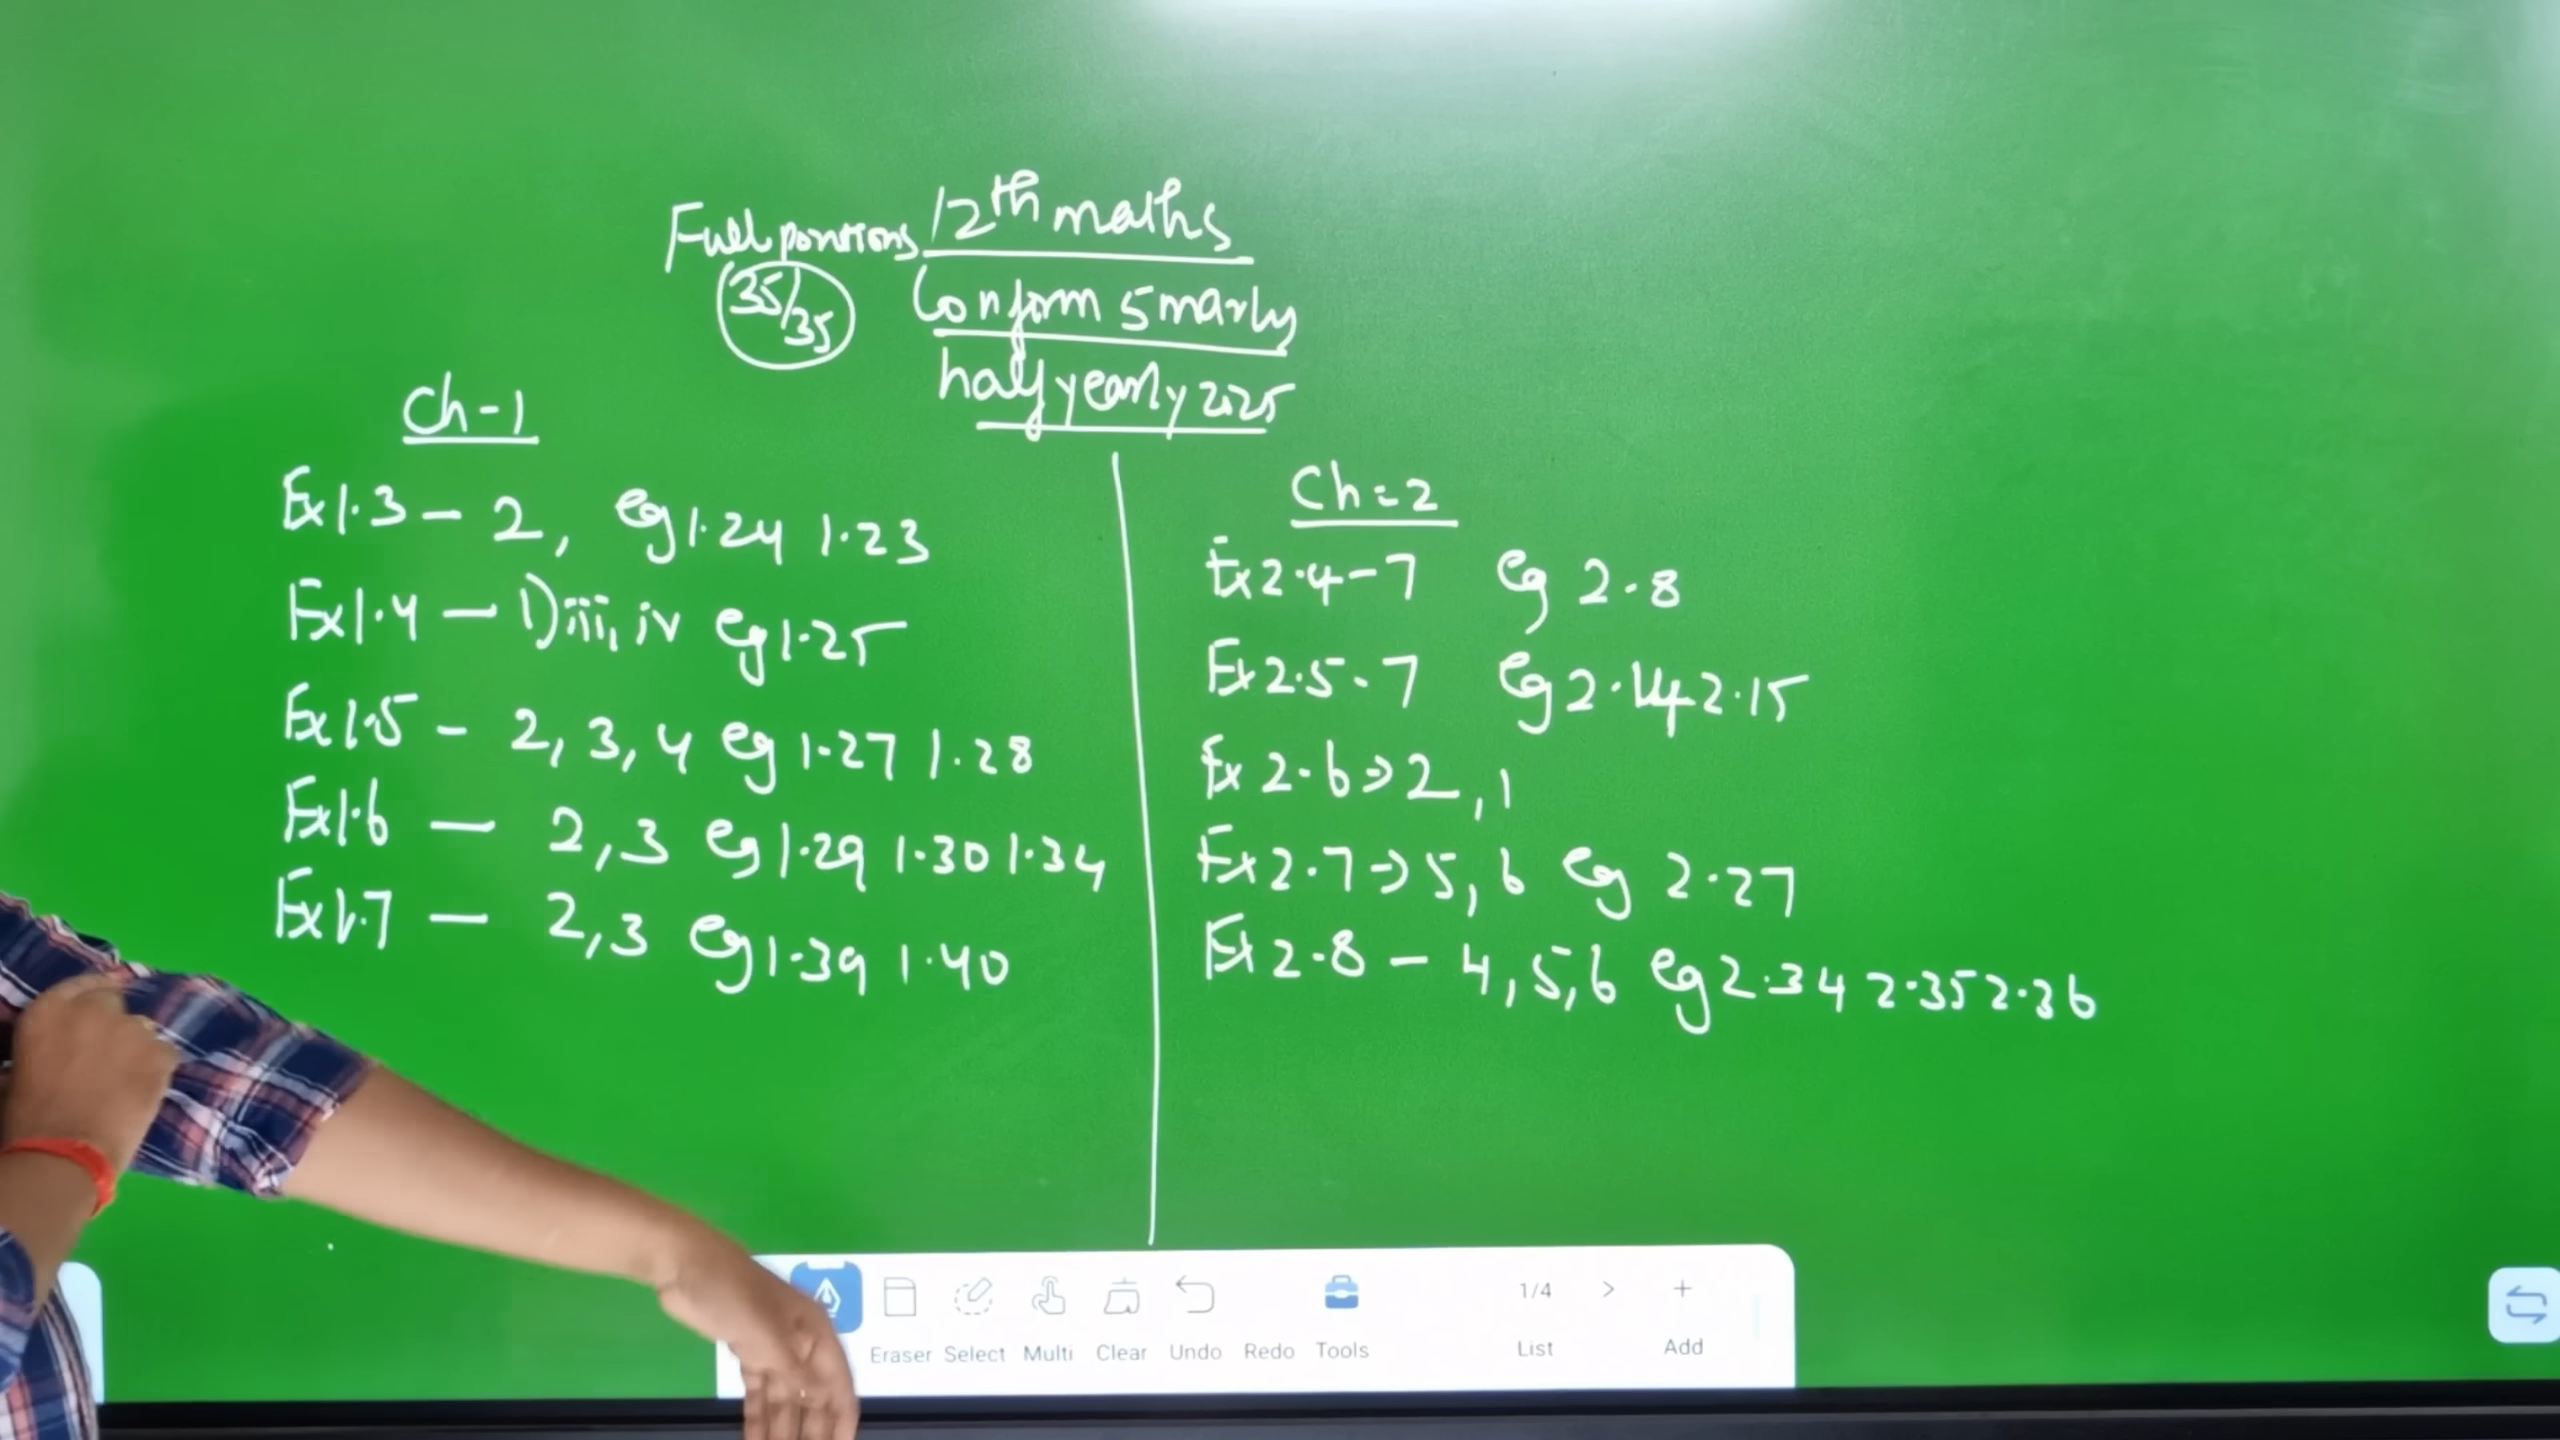 Full portions 12th maths
35/35 Conform 5 marks
half yearly 2025
Ch-1
Ex 1.3 - 2, eg 1.24 1.23
Ex 1.4 - 1) iii, iv eg 1.25
Ex 1.5 - 2, 3, 4 eg 1.27 1.28
Ex 1.6 - 2, 3 eg 1.29 1.30 1.34
Ex 1.7 - 2, 3 eg 1.39 1.40
Ch = 2
Ex 2.4 - 7 eg 2.8
Ex 2.5 - 7 eg 2.14 2.15
Ex 2.6 => 2, 1
Ex 2.7 => 5, 6 eg 2.27
Ex 2.8 - 4, 5, 6 eg 2.34 2.35 2.36
1/4 > +
Eraser Select Multi Clear Undo Redo Tools List Add